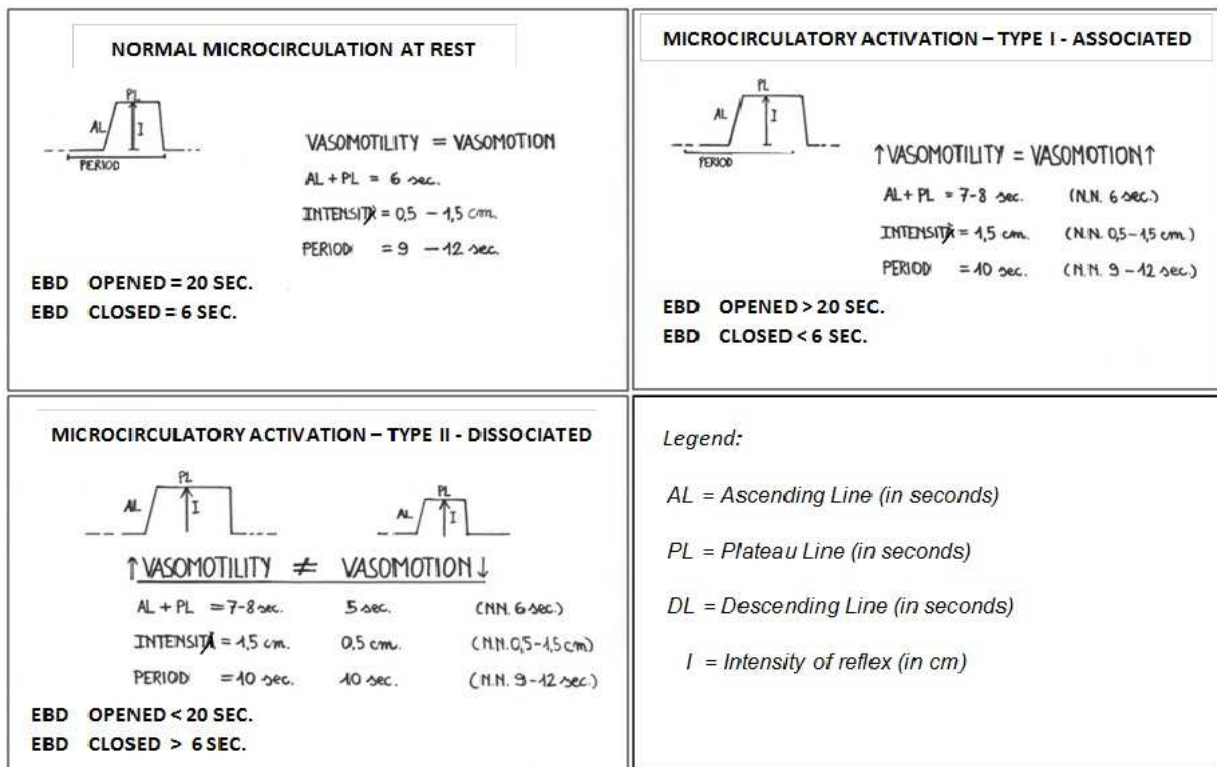 NORMAL MICROCIRCULATION AT REST
PL
AL I
PERIOD
VASOMOTILITY = VASOMOTION
AL + PL = 6 sec.
INTENSITÀ = 0,5 – 1,5 cm.
PERIOD = 9 – 12 sec.
EBD OPENED = 20 SEC.
EBD CLOSED = 6 SEC.
MICROCIRCULATORY ACTIVATION – TYPE I - ASSOCIATED
PL
AL I
PERIOD
↑VASOMOTILITY = VASOMOTION↑
AL + PL = 7-8 sec. (N.N. 6 sec.)
INTENSITÀ = 1,5 cm. (N.N. 0,5-1,5 cm.)
PERIOD = 10 sec. (N.N. 9-12 sec.)
EBD OPENED > 20 SEC.
EBD CLOSED < 6 SEC.
MICROCIRCULATORY ACTIVATION – TYPE II - DISSOCIATED
PL PL
AL I AL I
↑VASOMOTILITY ≠ VASOMOTION↓
AL + PL = 7-8 sec. 5 sec. (NN. 6 sec.)
INTENSITÀ = 1,5 cm. 0,5 cm. (N.N. 0,5-1,5 cm)
PERIOD = 10 sec. 10 sec. (N.N. 9-12 sec.)
EBD OPENED < 20 SEC.
EBD CLOSED > 6 SEC.
Legend:
AL = Ascending Line (in seconds)
PL = Plateau Line (in seconds)
DL = Descending Line (in seconds)
I = Intensity of reflex (in cm)